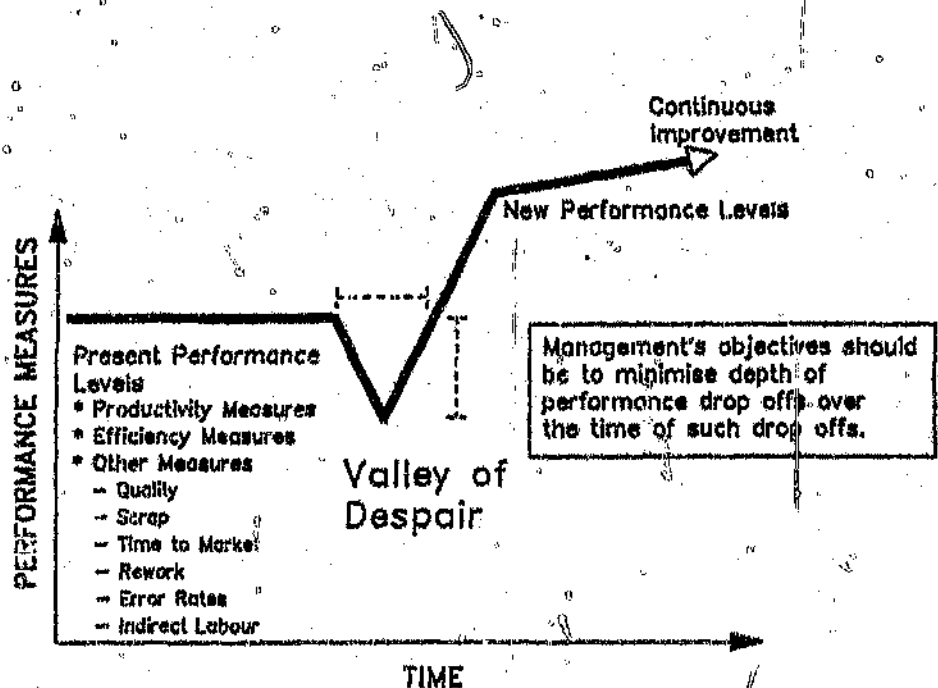 Continuous
Improvement
New Performance Levels
PERFORMANCE MEASURES
Present Performance
Levels
* Productivity Measures
* Efficiency Measures
* Other Measures
- Quality
- Scrap
- Time to Market
- Rework
- Error Rates
- Indirect Labour
Management's objectives should
be to minimise depth of
performance drop offs over
the time of such drop offs.
Valley of
Despair
TIME